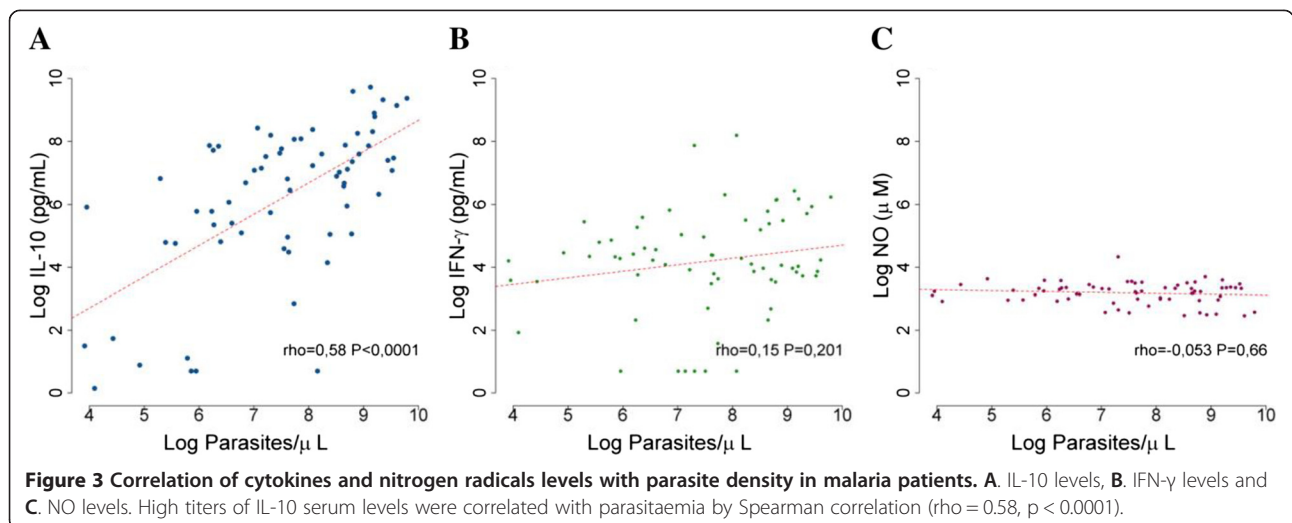 A
B
C
Log IL-10 (pg/mL)
0 2 4 6 8 10
rho=0,58 P<0,0001
4 5 6 7 8 9 10
Log Parasites/μ L
Log IFN-γ (pg/mL)
0 2 4 6 8 10
rho=0,15 P=0,201
4 5 6 7 8 9 10
Log Parasites/μ L
Log NO (μ M)
0 2 4 6 8 10
rho=-0,053 P=0,66
4 5 6 7 8 9 10
Log Parasites/μ L
Figure 3 Correlation of cytokines and nitrogen radicals levels with parasite density in malaria patients. A. IL-10 levels, B. IFN-γ levels and
C. NO levels. High titers of IL-10 serum levels were correlated with parasitaemia by Spearman correlation (rho = 0.58, p < 0.0001).